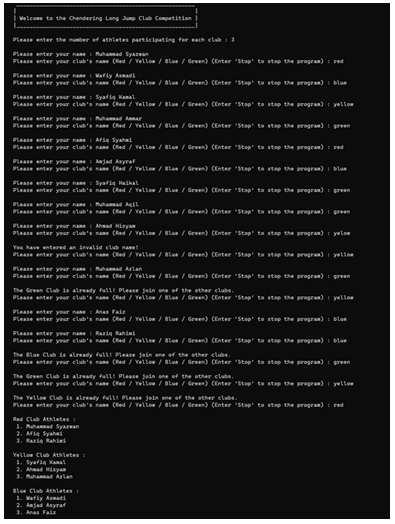 Welcome to the Chendering Long Jump Club Competition
Please enter the number of athletes participating for each club : 3
Please enter your name : Muhammad Syazwan
Please enter your club's name (Red / Yellow / Blue / Green) (Enter 'Stop' to stop the program) : red
Please enter your name : Wafiy Asmadi
Please enter your club's name (Red / Yellow / Blue / Green) (Enter 'Stop' to stop the program) : blue
Please enter your name : Syafiq Kamal
Please enter your club's name (Red / Yellow / Blue / Green) (Enter 'Stop' to stop the program) : yellow
Please enter your name : Muhammad Ammar
Please enter your club's name (Red / Yellow / Blue / Green) (Enter 'Stop' to stop the program) : green
Please enter your name : Afiq Syahmi
Please enter your club's name (Red / Yellow / Blue / Green) (Enter 'Stop' to stop the program) : red
Please enter your name : Amjad Asyraf
Please enter your club's name (Red / Yellow / Blue / Green) (Enter 'Stop' to stop the program) : blue
Please enter your name : Syafiq Haikal
Please enter your club's name (Red / Yellow / Blue / Green) (Enter 'Stop' to stop the program) : green
Please enter your name : Muhammad Aqil
Please enter your club's name (Red / Yellow / Blue / Green) (Enter 'Stop' to stop the program) : green
Please enter your name : Ahmad Hisyam
Please enter your club's name (Red / Yellow / Blue / Green) (Enter 'Stop' to stop the program) : yelow
You have entered an invalid club name!
Please enter your club's name (Red / Yellow / Blue / Green) (Enter 'Stop' to stop the program) : yellow
Please enter your name : Muhammad Azlan
Please enter your club's name (Red / Yellow / Blue / Green) (Enter 'Stop' to stop the program) : green
The Green Club is already full! Please join one of the other clubs.
Please enter your club's name (Red / Yellow / Blue / Green) (Enter 'Stop' to stop the program) : yellow
Please enter your name : Anas Faiz
Please enter your club's name (Red / Yellow / Blue / Green) (Enter 'Stop' to stop the program) : blue
Please enter your name : Raziq Rahimi
Please enter your club's name (Red / Yellow / Blue / Green) (Enter 'Stop' to stop the program) : blue
The Blue Club is already full! Please join one of the other clubs.
Please enter your club's name (Red / Yellow / Blue / Green) (Enter 'Stop' to stop the program) : green
The Green Club is already full! Please join one of the other clubs.
Please enter your club's name (Red / Yellow / Blue / Green) (Enter 'Stop' to stop the program) : yellow
The Yellow Club is already full! Please join one of the other clubs.
Please enter your club's name (Red / Yellow / Blue / Green) (Enter 'Stop' to stop the program) : red
Red Club Athletes :
1. Muhammad Syazwan
2. Afiq Syahmi
3. Raziq Rahimi
Yellow Club Athletes :
1. Syafiq Kamal
2. Ahmad Hisyam
3. Muhammad Azlan
Blue Club Athletes :
1. Wafiy Asmadi
2. Amjad Asyraf
3. Anas Faiz